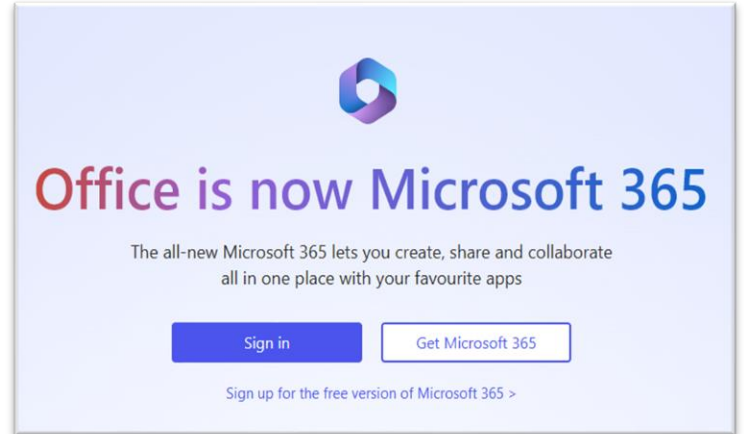 Office is now Microsoft 365
The all-new Microsoft 365 lets you create, share and collaborate
all in one place with your favourite apps
Sign in
Get Microsoft 365
Sign up for the free version of Microsoft 365 >